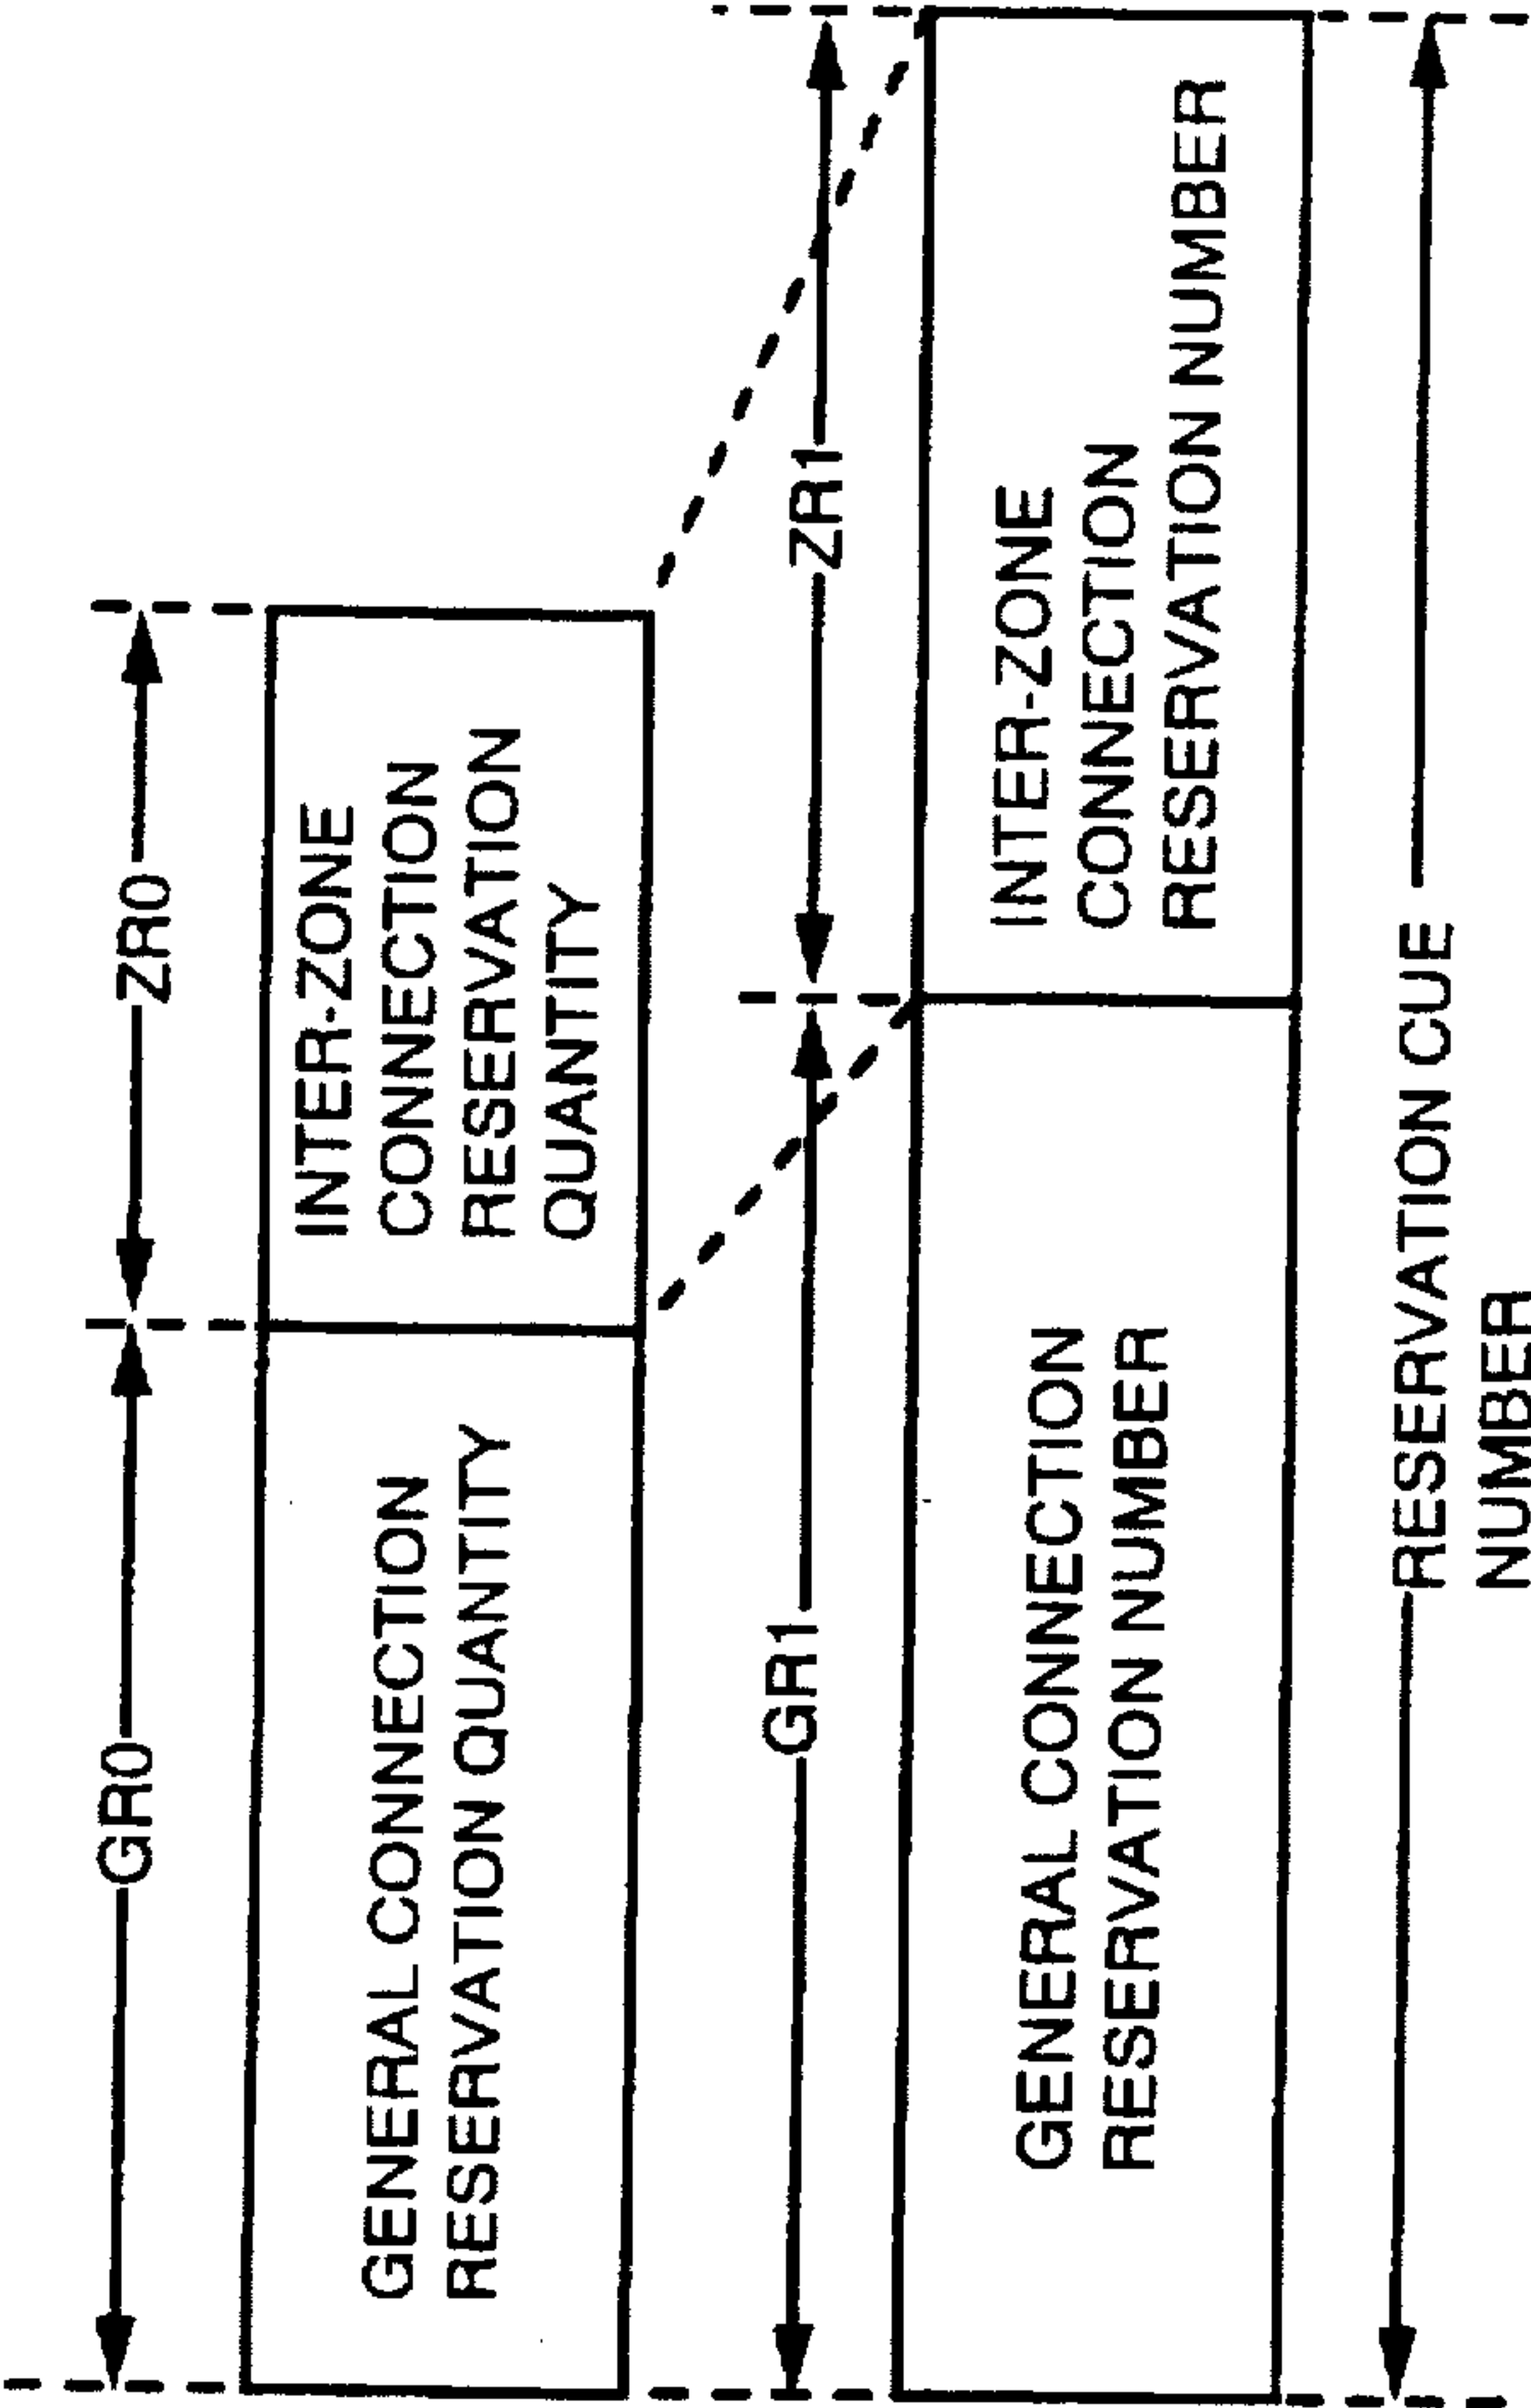 GR0
ZR0
GENERAL CONNECTION
RESERVATION QUANTITY
INTER-ZONE
CONNECTION
RESERVATION
QUANTITY
GR1
ZR1
GENERAL CONNECTION
RESERVATION NUMBER
INTER-ZONE
CONNECTION
RESERVATION NUMBER
RESERVATION CUE
NUMBER